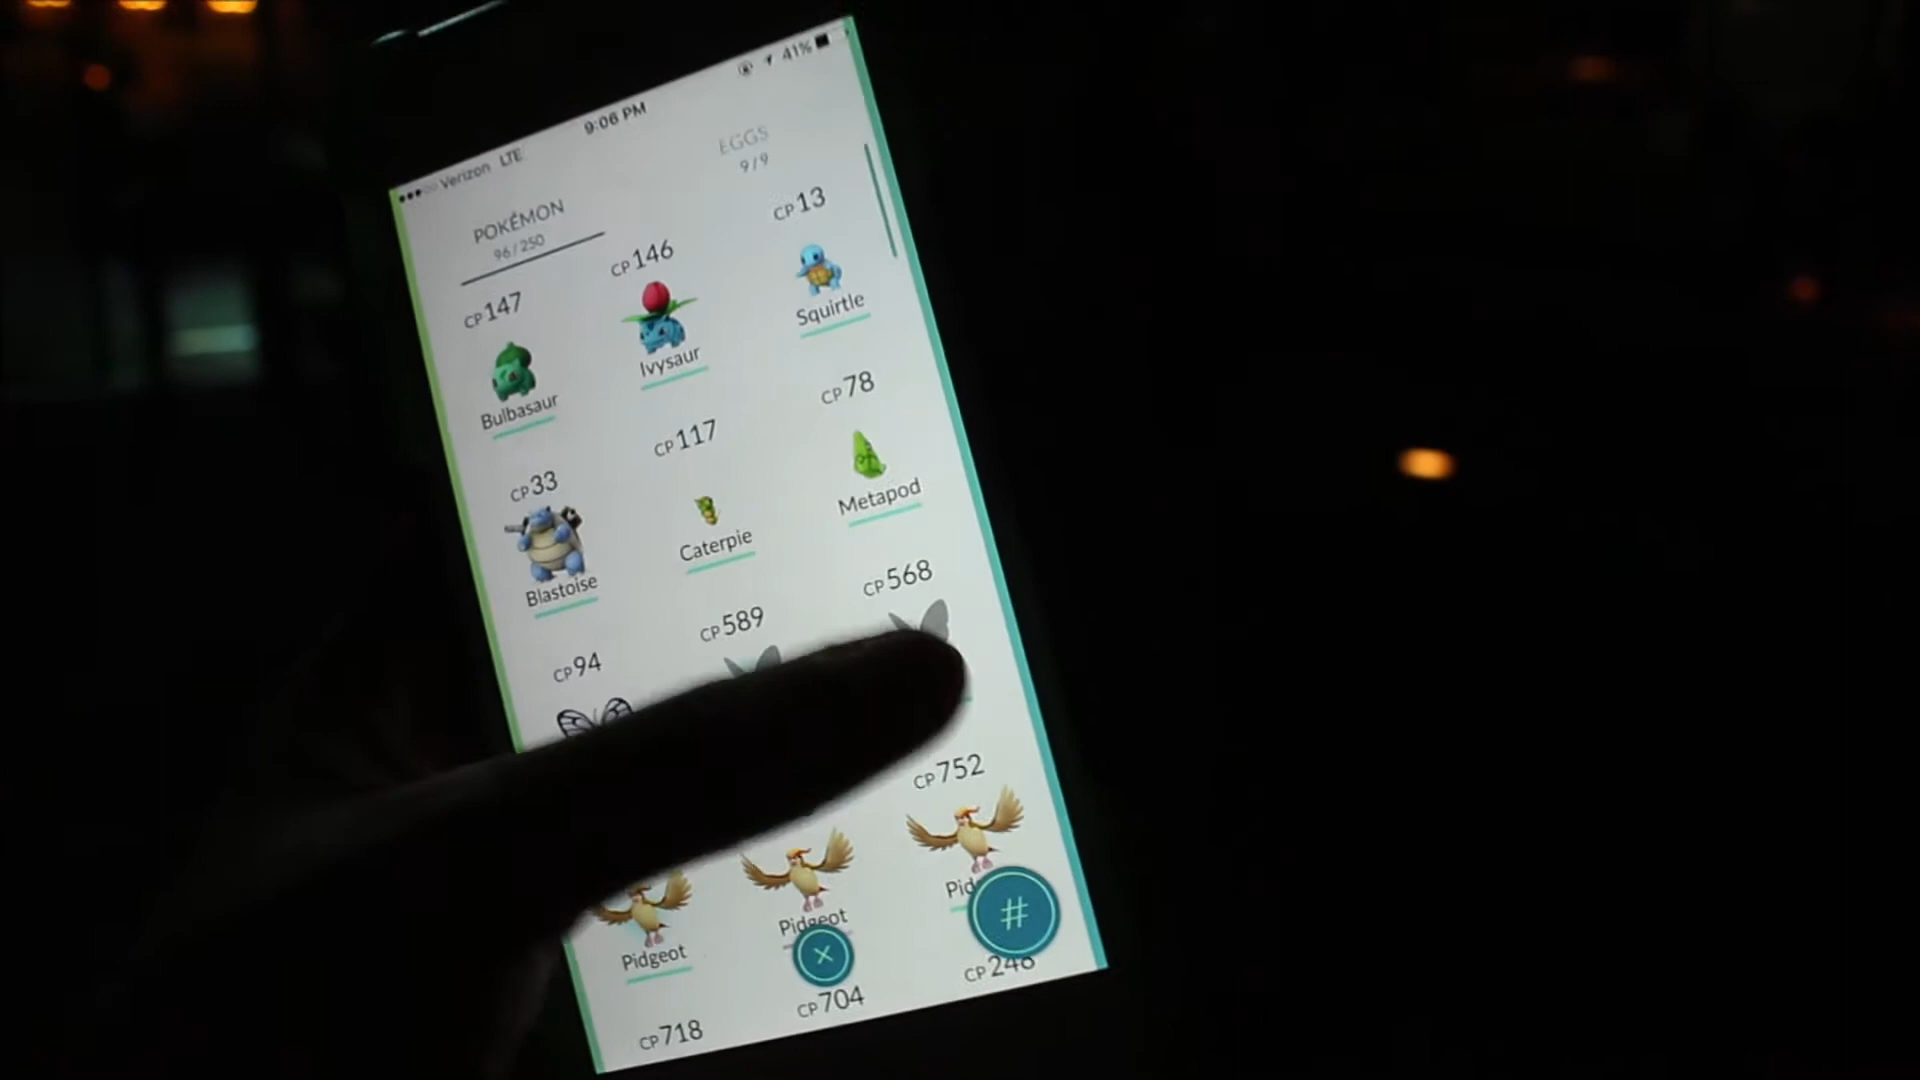 Verizon LTE 9:06 PM 41%
POKÉMON EGGS
96/250 9/9
CP147 CP146 CP13
Bulbasaur Ivysaur Squirtle
CP33 CP117 CP78
Blastoise Caterpie Metapod
CP94 CP589 CP568
CP752
Pidgeot Pidgeot
# X
CP718 CP704 CP248